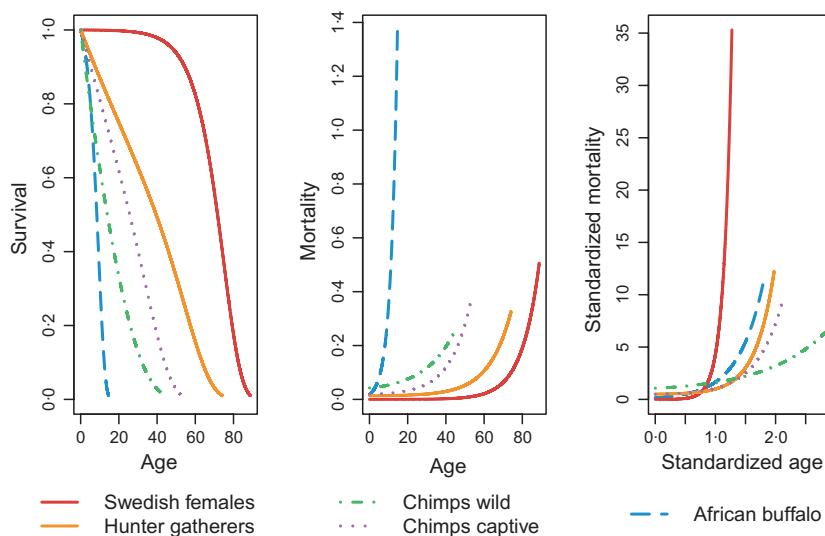 0·0 0·2 0·4 0·6 0·8 1·0
Survival
0 20 40 60 80
Age
0·0 0·2 0·4 0·6 0·8 1·0 1·2 1·4
Mortality
0 20 40 60 80
Age
0 5 10 15 20 25 30 35
Standardized mortality
0·0 1·0 2·0
Standardized age
Swedish females
Hunter gatherers
Chimps wild
Chimps captive
African buffalo